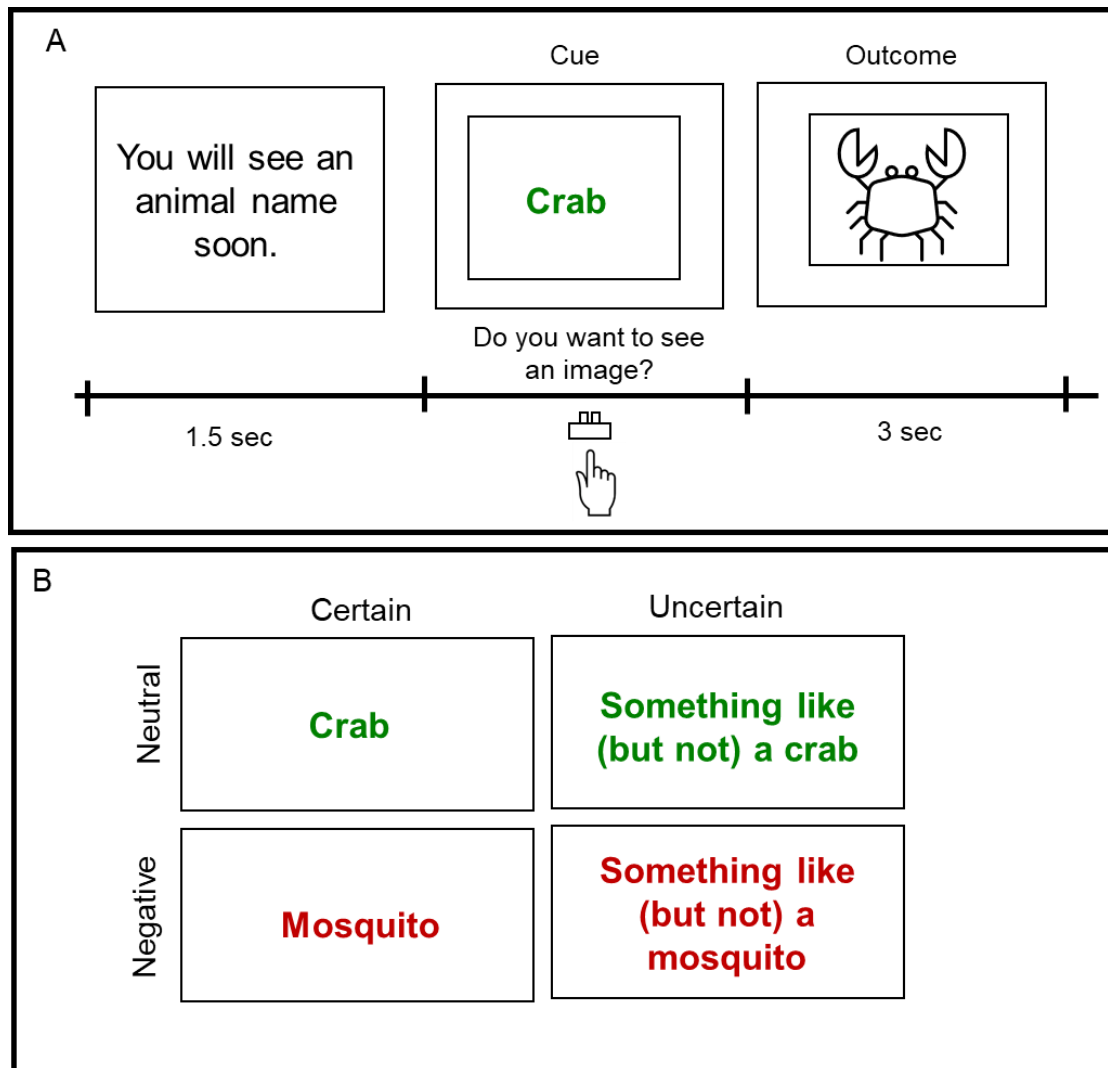 A
Cue
Outcome
You will see an
animal name
soon.
Crab
Do you want to see
an image?
1.5 sec
3 sec
B
Certain
Uncertain
Neutral
Crab
Something like
(but not) a crab
Negative
Mosquito
Something like
(but not) a
mosquito